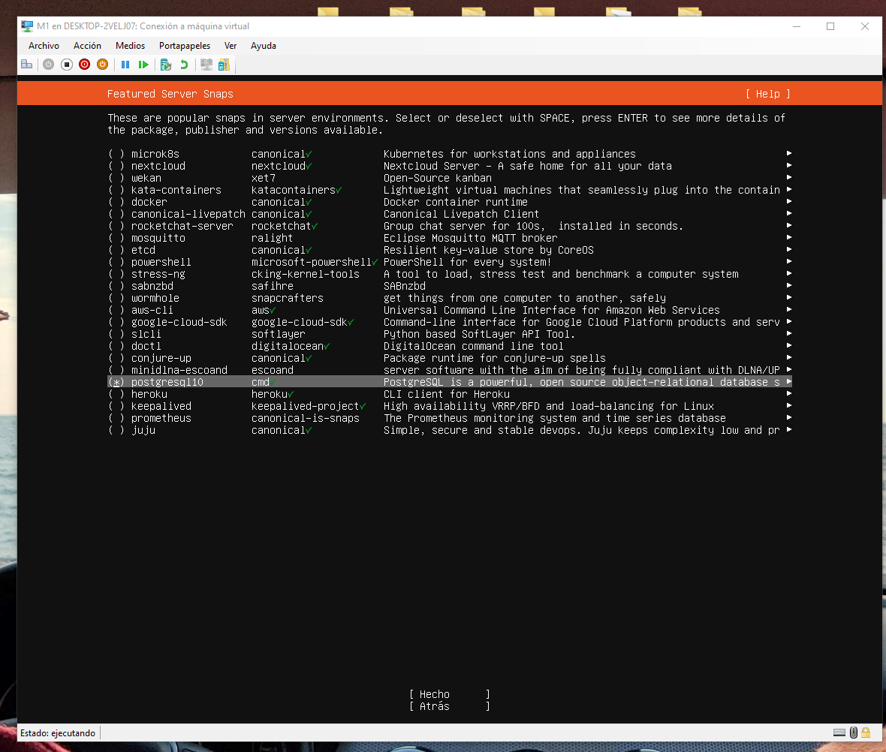 M1 en DESKTOP-2VELJ07: Conexión a máquina virtual
Archivo Acción Medios Portapapeles Ver Ayuda
Featured Server Snaps [ Help ]
These are popular snaps in server environments. Select or deselect with SPACE, press ENTER to see more details of
the package, publisher and versions available.
( ) microk8s canonical✓ Kubernetes for workstations and appliances ▸
( ) nextcloud nextcloud✓ Nextcloud Server - A safe home for all your data ▸
( ) wekan xet7 Open-Source kanban ▸
( ) kata-containers katacontainers✓ Lightweight virtual machines that seamlessly plug into the contain ▸
( ) docker canonical✓ Docker container runtime ▸
( ) canonical-livepatch canonical✓ Canonical Livepatch Client ▸
( ) rocketchat-server rocketchat✓ Group chat server for 100s, installed in seconds. ▸
( ) mosquitto ralight Eclipse Mosquitto MQTT broker ▸
( ) etcd canonical✓ Resilient key-value store by CoreOS ▸
( ) powershell microsoft-powershell✓ PowerShell for every system! ▸
( ) stress-ng cking-kernel-tools A tool to load, stress test and benchmark a computer system ▸
( ) sabnzbd safihre SABnzbd ▸
( ) wormhole snapcrafters get things from one computer to another, safely ▸
( ) aws-cli aws✓ Universal Command Line Interface for Amazon Web Services ▸
( ) google-cloud-sdk google-cloud-sdk✓ Command-line interface for Google Cloud Platform products and serv ▸
( ) slcli softlayer Python based SoftLayer API Tool. ▸
( ) doctl digitalocean✓ DigitalOcean command line tool ▸
( ) conjure-up canonical✓ Package runtime for conjure-up spells ▸
( ) minidlna-escoand escoand server software with the aim of being fully compliant with DLNA/UP ▸
(*) postgresql10 cmd✓ PostgreSQL is a powerful, open source object-relational database s ▸
( ) heroku heroku✓ CLI client for Heroku ▸
( ) keepalived keepalived-project✓ High availability VRRP/BFD and load-balancing for Linux ▸
( ) prometheus canonical-is-snaps The Prometheus monitoring system and time series database ▸
( ) juju canonical✓ Simple, secure and stable devops. Juju keeps complexity low and pr ▸
[ Hecho ]
[ Atrás ]
Estado: ejecutando